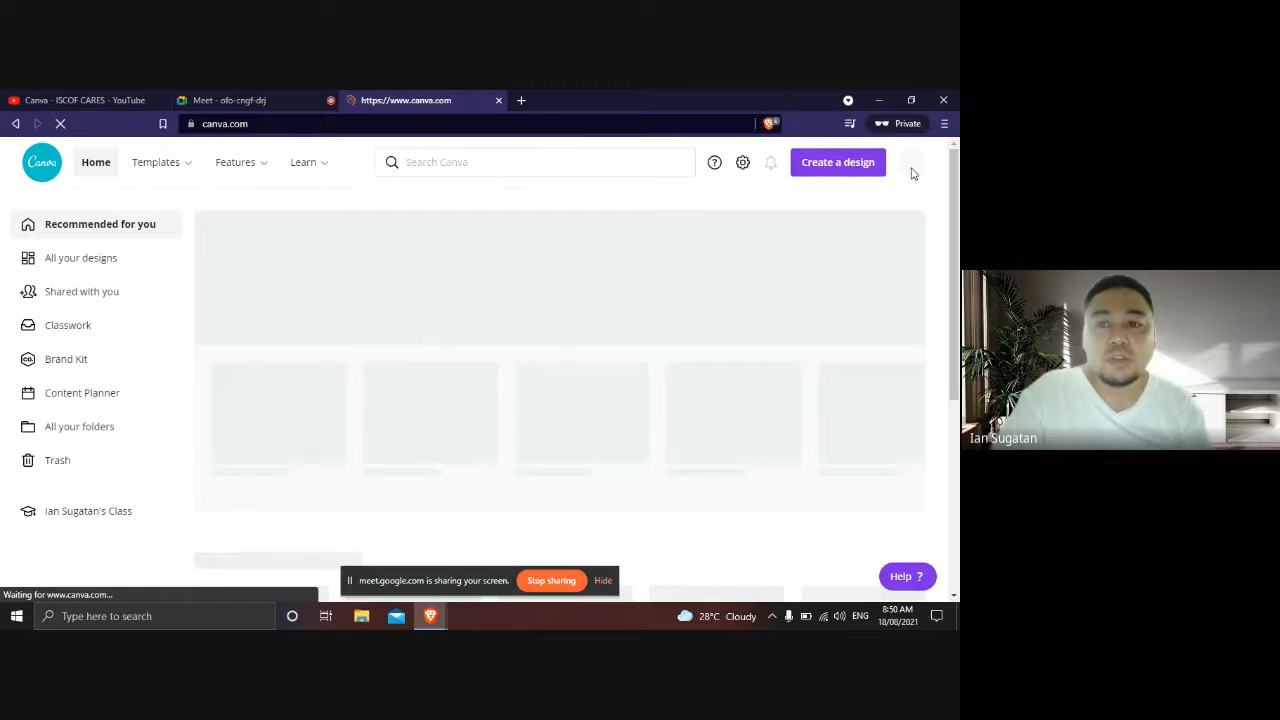 Canva - ISCOF CARES - YouTube
Meet - ofo-cngf-drj
https://www.canva.com
canva.com
Private
Canva
Home
Templates
Features
Learn
Search Canva
Create a design
Recommended for you
All your designs
Shared with you
Classwork
Brand Kit
Content Planner
All your folders
Trash
Ian Sugatan's Class
Ian Sugatan
meet.google.com is sharing your screen.
Stop sharing
Hide
Help ?
Waiting for www.canva.com...
Type here to search
28°C Cloudy
ENG
8:50 AM
18/08/2021